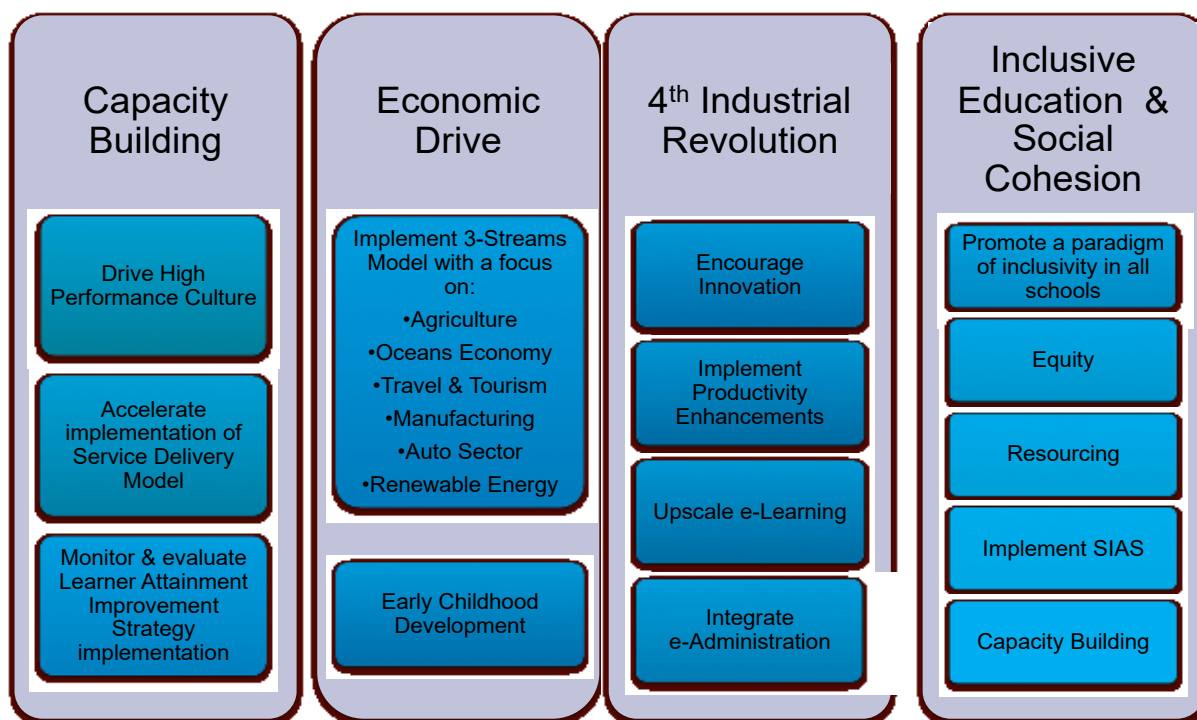 Capacity
Building
Drive High
Performance Culture
Accelerate
implementation of
Service Delivery
Model
Monitor & evaluate
Learner Attainment
Improvement
Strategy
implementation
Economic
Drive
Implement 3-Streams
Model with a focus
on:
•Agriculture
•Oceans Economy
•Travel & Tourism
•Manufacturing
•Auto Sector
•Renewable Energy
Early Childhood
Development
4th Industrial
Revolution
Encourage
Innovation
Implement
Productivity
Enhancements
Upscale e-Learning
Integrate
e-Administration
Inclusive
Education &
Social
Cohesion
Promote a paradigm
of inclusivity in all
schools
Equity
Resourcing
Implement SIAS
Capacity Building